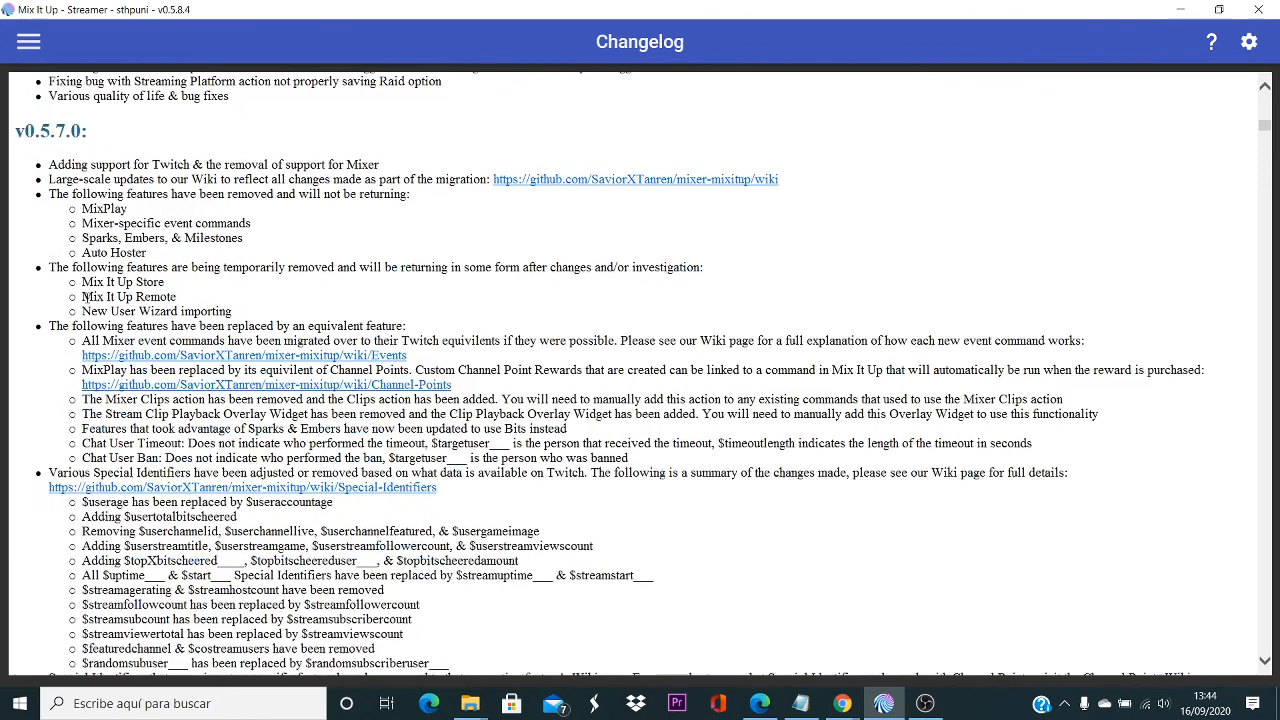 Mix It Up - Streamer - sthpuni - v0.5.8.4
Changelog
?
Fixing bug with Streaming Platform action not properly saving Raid option
Various quality of life & bug fixes
v0.5.7.0:
Adding support for Twitch & the removal of support for Mixer
Large-scale updates to our Wiki to reflect all changes made as part of the migration: https://github.com/SaviorXTanren/mixer-mixitup/wiki
The following features have been removed and will not be returning:
MixPlay
Mixer-specific event commands
Sparks, Embers, & Milestones
Auto Hoster
The following features are being temporarily removed and will be returning in some form after changes and/or investigation:
Mix It Up Store
Mix It Up Remote
New User Wizard importing
The following features have been replaced by an equivalent feature:
All Mixer event commands have been migrated over to their Twitch equivilents if they were possible. Please see our Wiki page for a full explanation of how each new event command works:
https://github.com/SaviorXTanren/mixer-mixitup/wiki/Events
MixPlay has been replaced by its equivilent of Channel Points. Custom Channel Point Rewards that are created can be linked to a command in Mix It Up that will automatically be run when the reward is purchased:
https://github.com/SaviorXTanren/mixer-mixitup/wiki/Channel-Points
The Mixer Clips action has been removed and the Clips action has been added. You will need to manually add this action to any existing commands that used to use the Mixer Clips action
The Stream Clip Playback Overlay Widget has been removed and the Clip Playback Overlay Widget has been added. You will need to manually add this Overlay Widget to use this functionality
Features that took advantage of Sparks & Embers have now been updated to use Bits instead
Chat User Timeout: Does not indicate who performed the timeout, $targetuser___ is the person that received the timeout, $timeoutlength indicates the length of the timeout in seconds
Chat User Ban: Does not indicate who performed the ban, $targetuser___ is the person who was banned
Various Special Identifiers have been adjusted or removed based on what data is available on Twitch. The following is a summary of the changes made, please see our Wiki page for full details:
https://github.com/SaviorXTanren/mixer-mixitup/wiki/Special-Identifiers
$userage has been replaced by $useraccountage
Adding $usertotalbitscheered
Removing $userchannelid, $userchannellive, $userchannelfeatured, & $usergameimage
Adding $userstreamtitle, $userstreamgame, $userstreamfollowercount, & $userstreamviewscount
Adding $topXbitscheered____, $topbitscheereduser___, & $topbitscheeredamount
All $uptime___ & $start___ Special Identifiers have been replaced by $streamuptime___ & $streamstart___
$streamagerating & $streamhostcount have been removed
$streamfollowcount has been replaced by $streamfollowercount
$streamsubcount has been replaced by $streamsubscribercount
$streamviewertotal has been replaced by $streamviewscount
$featuredchannel & $costreamusers have been removed
$randomsubuser___ has been replaced by $randomsubscriberuser___
Escribe aquí para buscar
7
Pr
13:44
16/09/2020